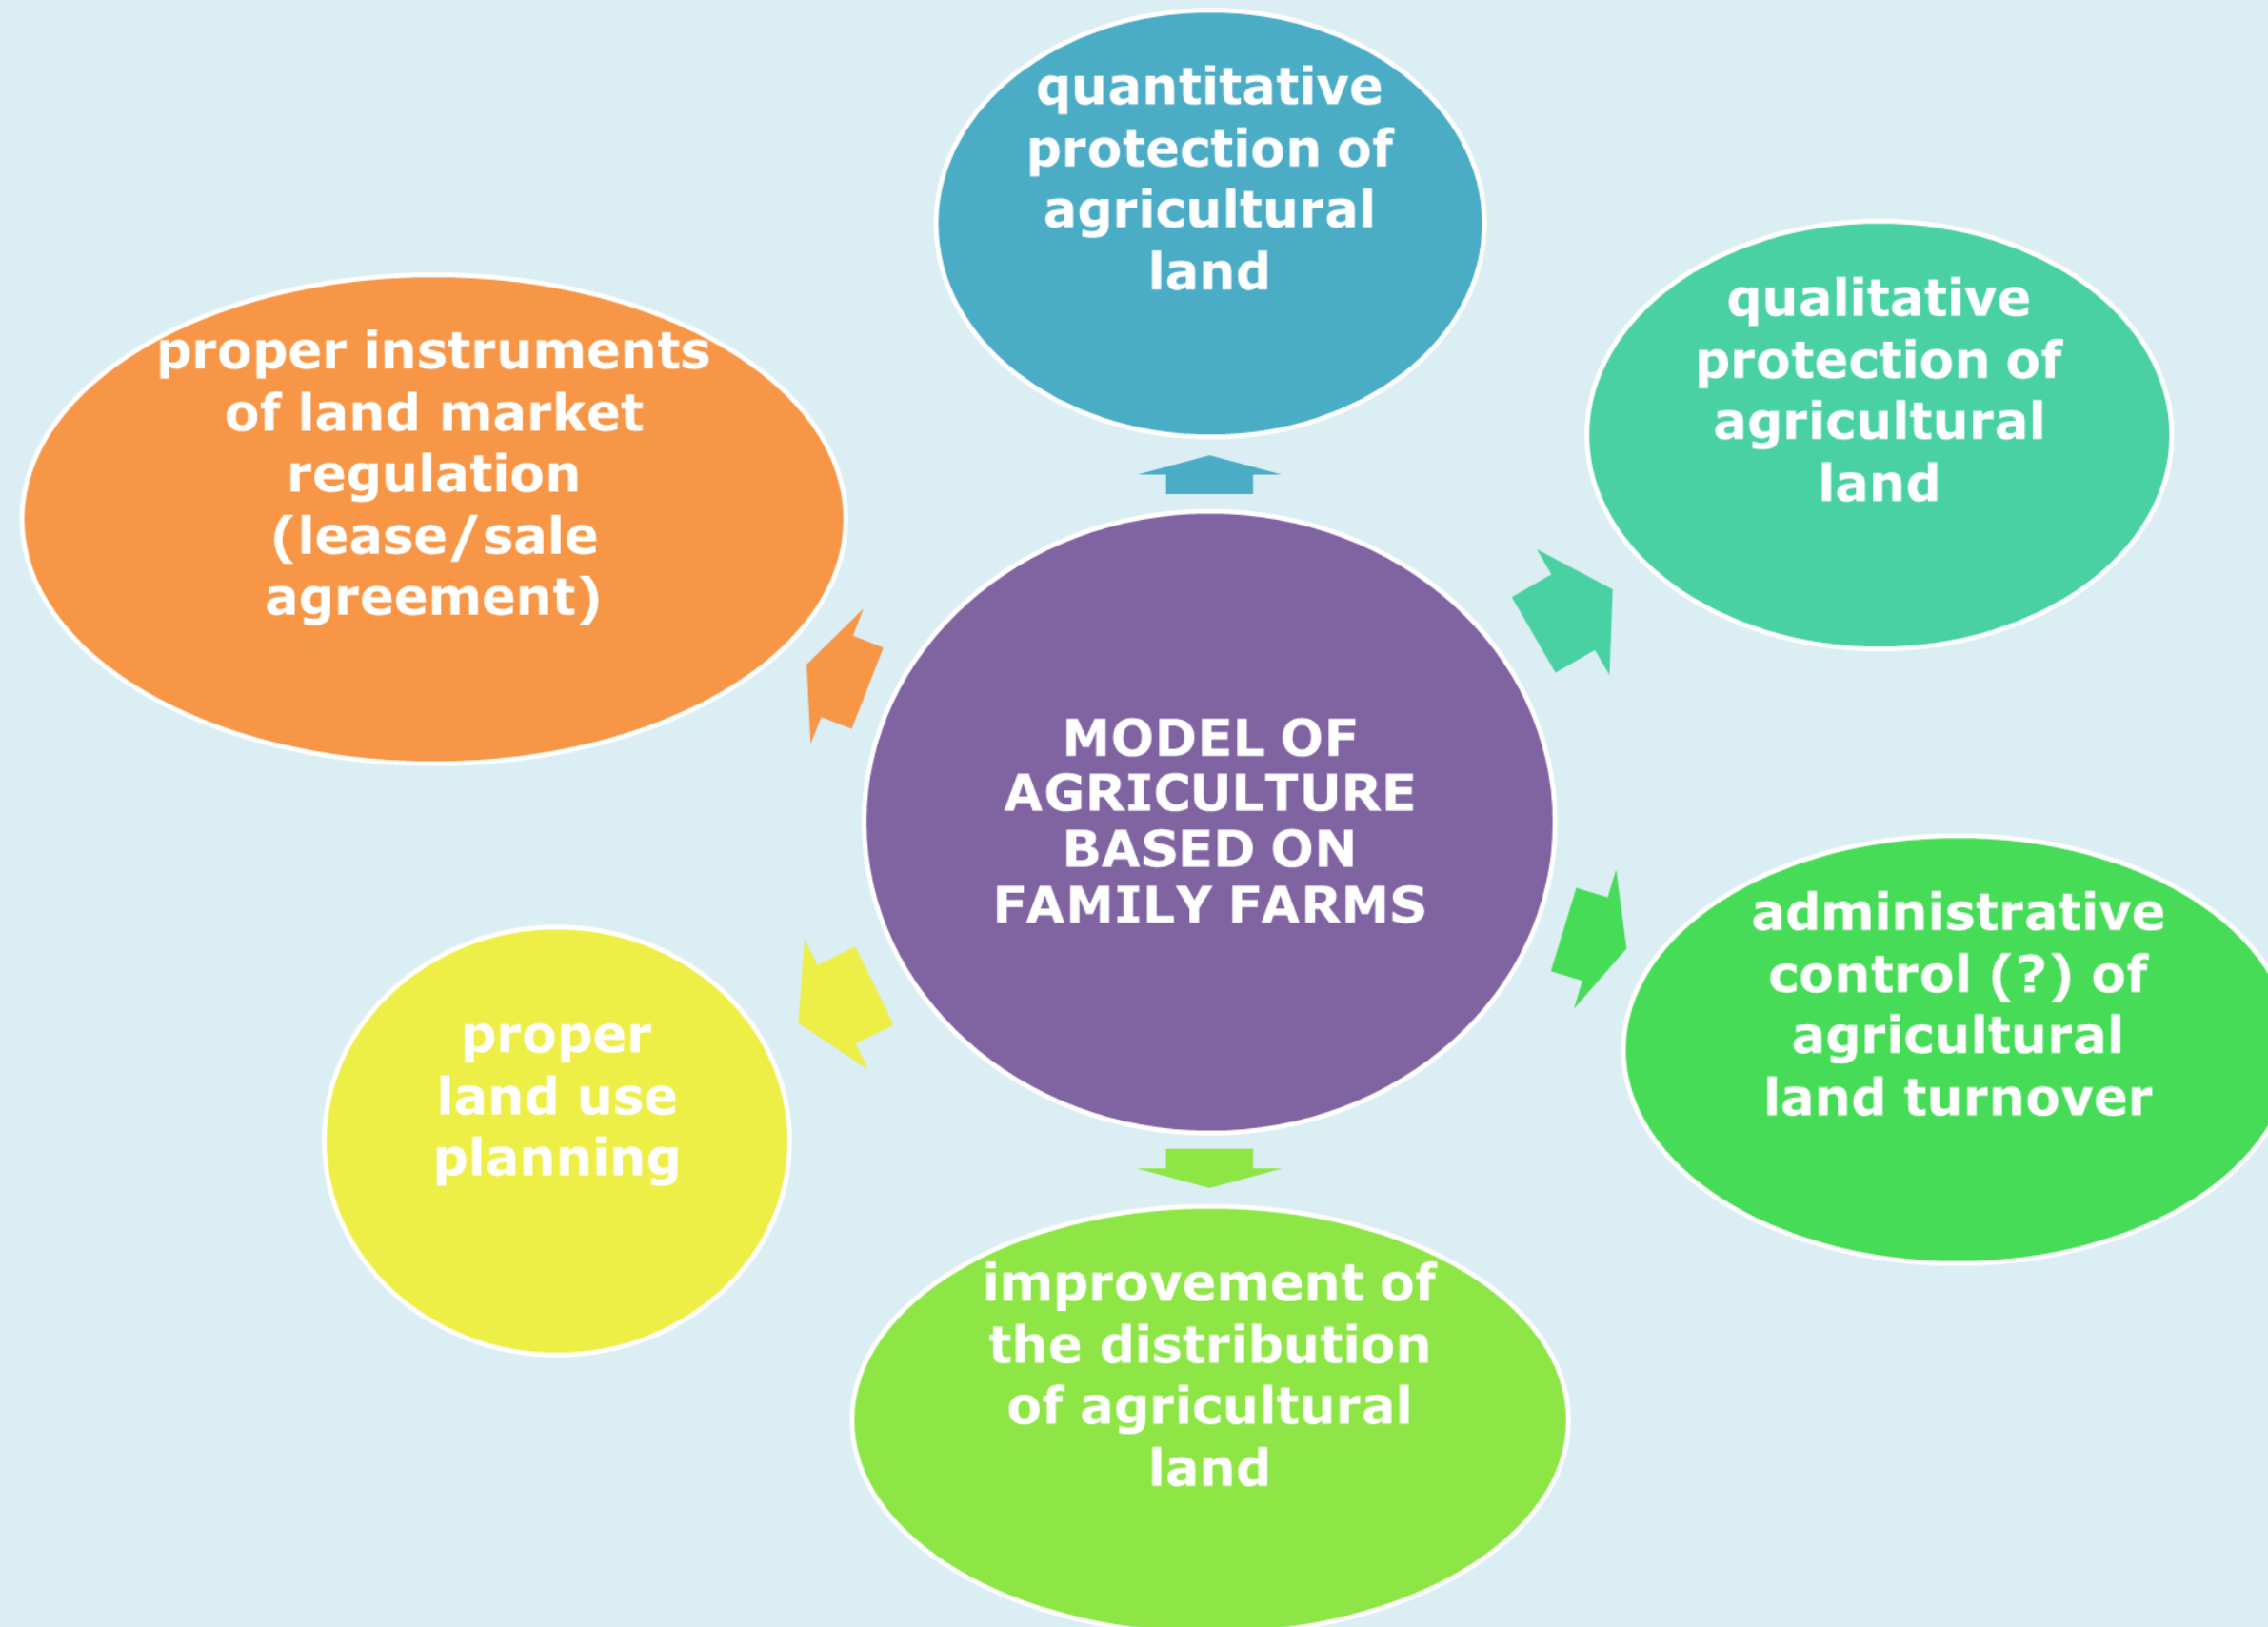 quantitative
protection of
agricultural
land
qualitative
protection of
agricultural
land
proper instruments
of land market
regulation
(lease/sale
agreement)
MODEL OF
AGRICULTURE
BASED ON
FAMILY FARMS
administrative
control (?) of
agricultural
land turnover
proper
land use
planning
improvement of
the distribution
of agricultural
land